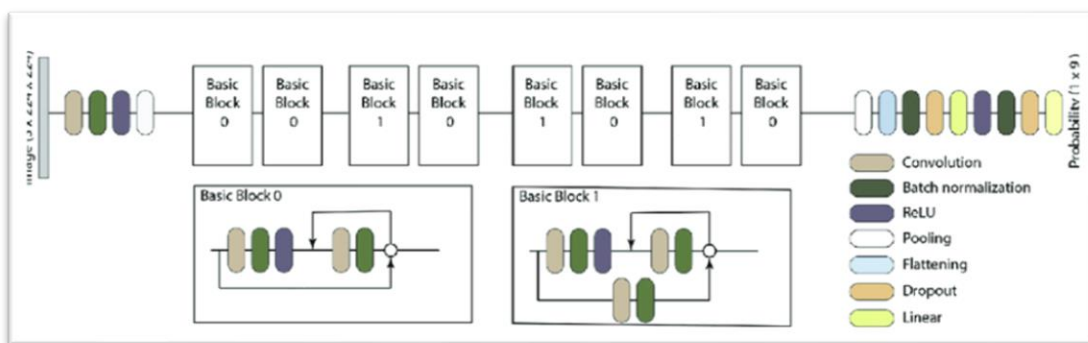 Basic
Block
0
Basic
Block
0
Basic
Block
1
Basic
Block
0
Basic
Block
1
Basic
Block
0
Basic
Block
1
Basic
Block
0
Probability (1 x 9)
Basic Block 0
Basic Block 1
Convolution
Batch normalization
ReLU
Pooling
Flattening
Dropout
Linear